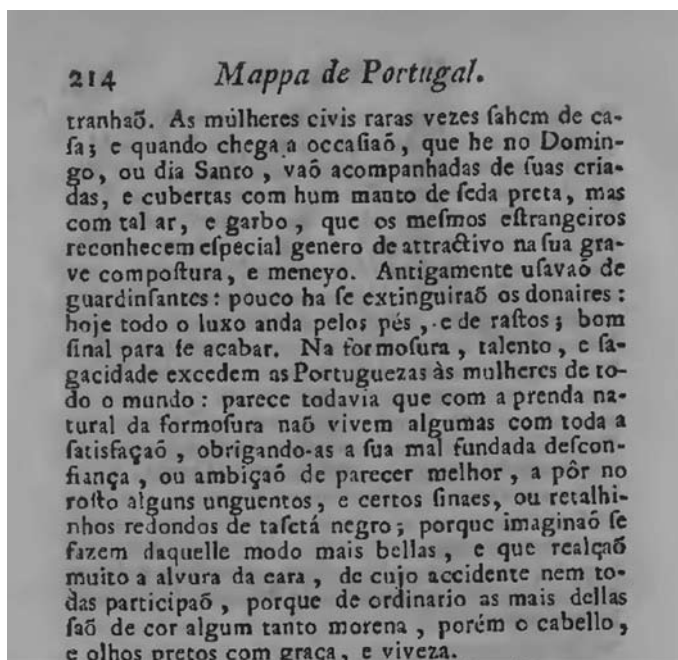 214 Mappa de Portugal.
tranhaõ. As mulheres civis raras vezes ſahem de ca-
ſa; e quando chega a occaſiaõ, que he no Domin-
go, ou dia Santo, vaõ acompanhadas de ſuas cria-
das, e cubertas com hum manto de ſeda preta, mas
com tal ar, e garbo, que os meſmos eſtrangeiros
reconhecem eſpecial genero de attractivo na ſua gra-
ve compoſtura, e meneyo. Antigamente uſavaõ de
guardinfantes: pouco ha ſe extinguiraõ os donaires:
hoje todo o luxo anda pelos pés, e de raſtos; bom
ſinal para ſe acabar. Na formoſura, talento, e ſa-
gacidade excedem as Portuguezas às mulheres de to-
do o mundo: parece todavia que com a prenda na-
tural da formoſura naõ vivem algumas com toda a
ſatisfaçaõ, obrigando-as a ſua mal fundada deſcon-
fiança, ou ambiçaõ de parecer melhor, a pôr no
roſto alguns unguentos, e certos ſinaes, ou retalhi-
nhos redondos de tafetá negro; porque imaginaõ ſe
fazem daquelle modo mais bellas, e que realçaõ
muito a alvura da cara, de cujo accidente nem to-
das participaõ, porque de ordinario as mais dellas
ſaõ de cor algum tanto morena, porém o cabello,
e olhos pretos com graça, e viveza.